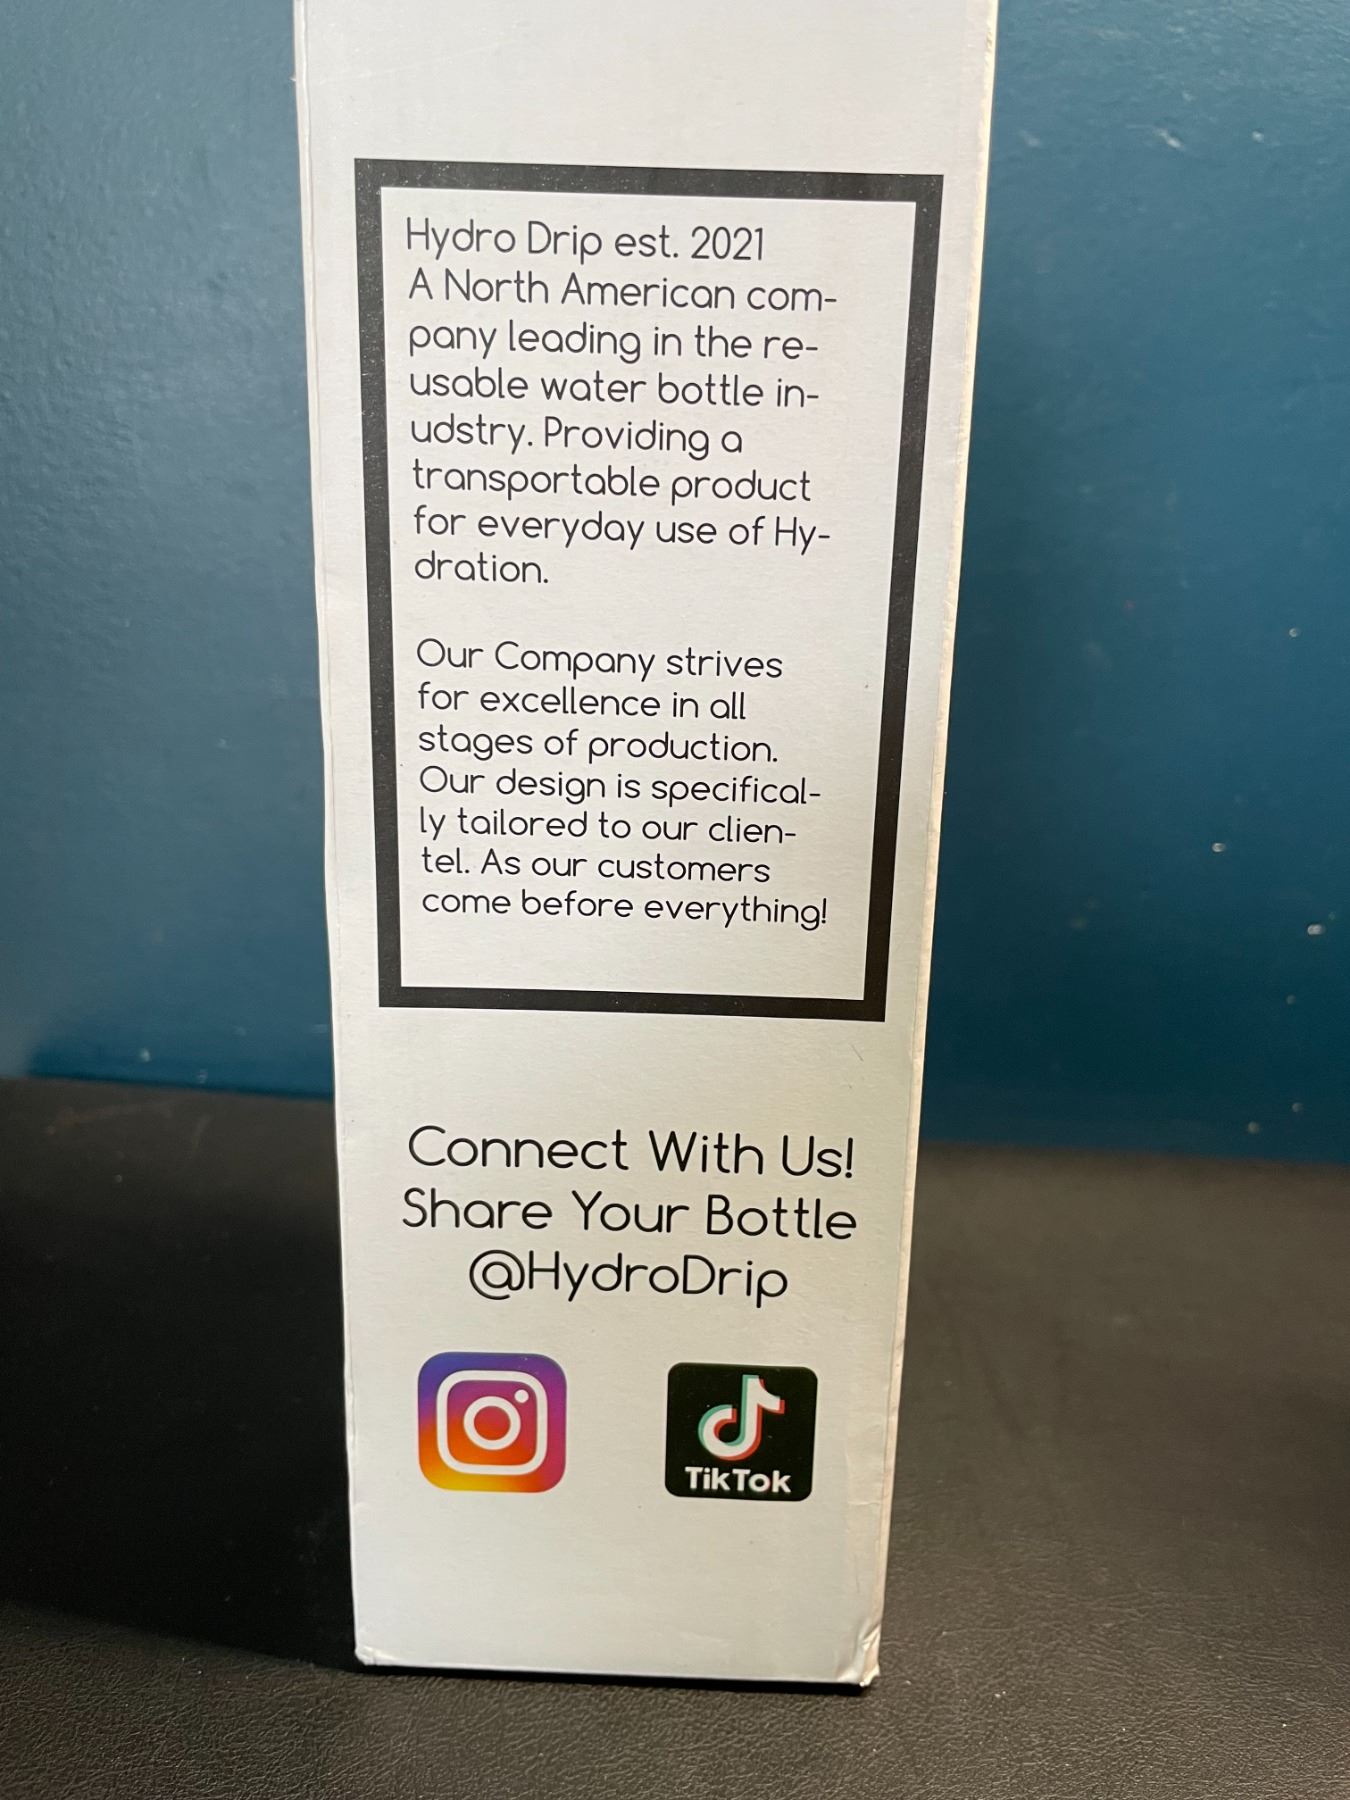 Hydro Drip est. 2021
A North American com-
pany leading in the re-
usable water bottle in-
udstry. Providing a
transportable product
for everyday use of Hy-
dration.
Our Company strives
for excellence in all
stages of production.
Our design is specifical-
ly tailored to our clien-
tel. As our customers
come before everything!
Connect With Us!
Share Your Bottle
@HydroDrip
TikTok